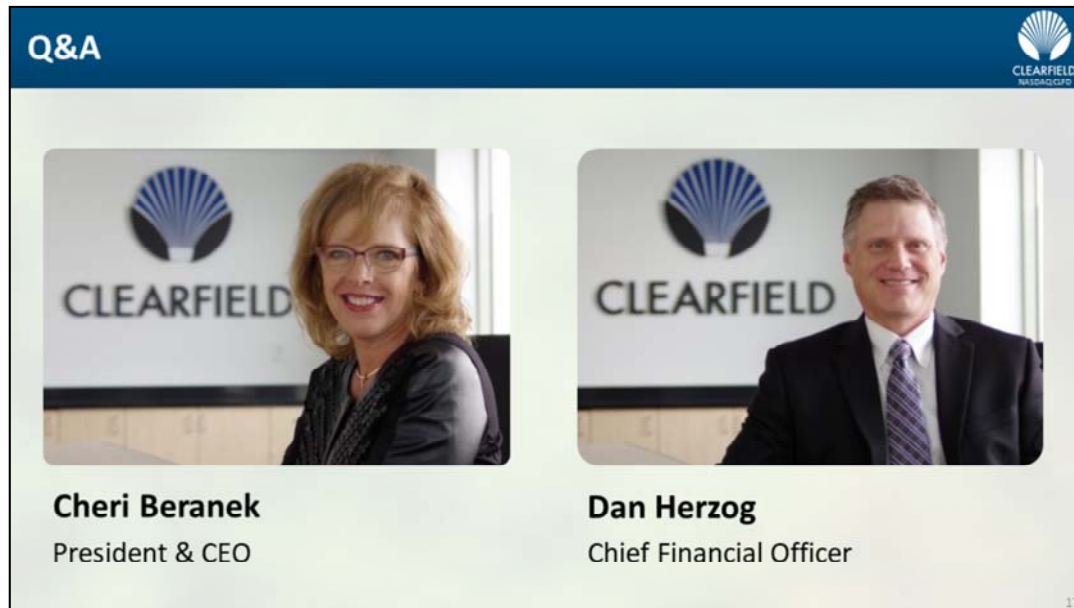 Q&A
CLEARFIELD
NASDAQ:CLFD
CLEARFIELD
CLEARFIELD
Cheri Beranek
Dan Herzog
President & CEO
Chief Financial Officer